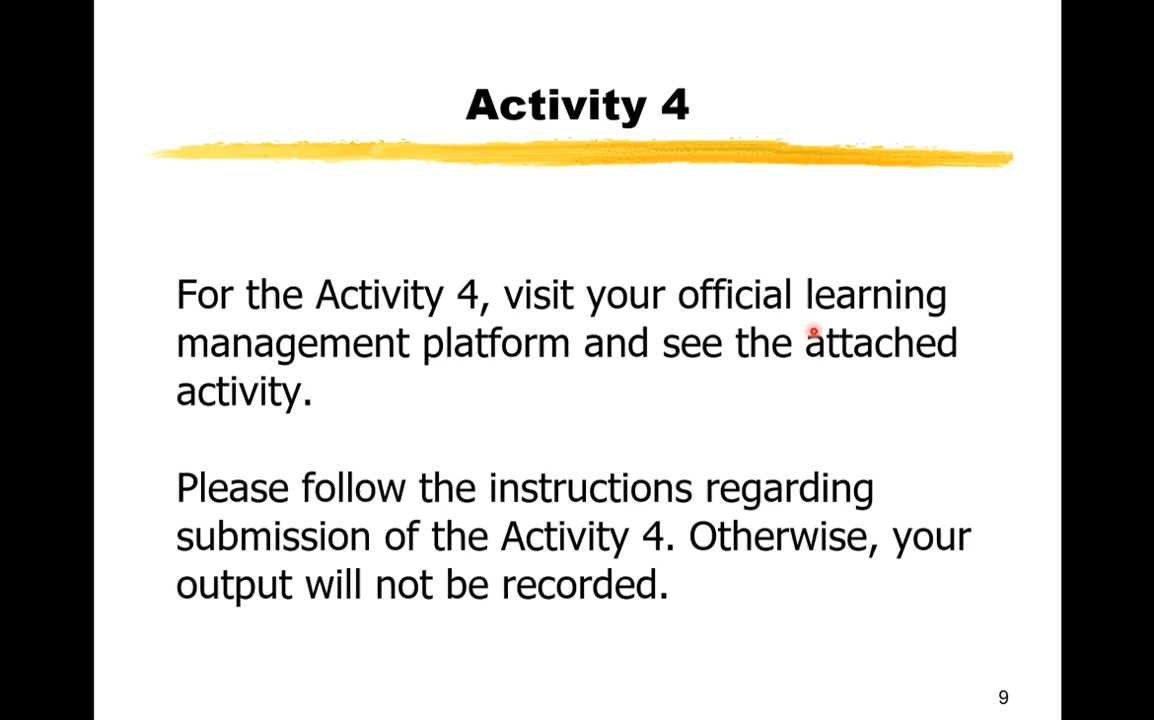 Activity 4
For the Activity 4, visit your official learning
management platform and see the attached
activity.
Please follow the instructions regarding
submission of the Activity 4. Otherwise, your
output will not be recorded.
9